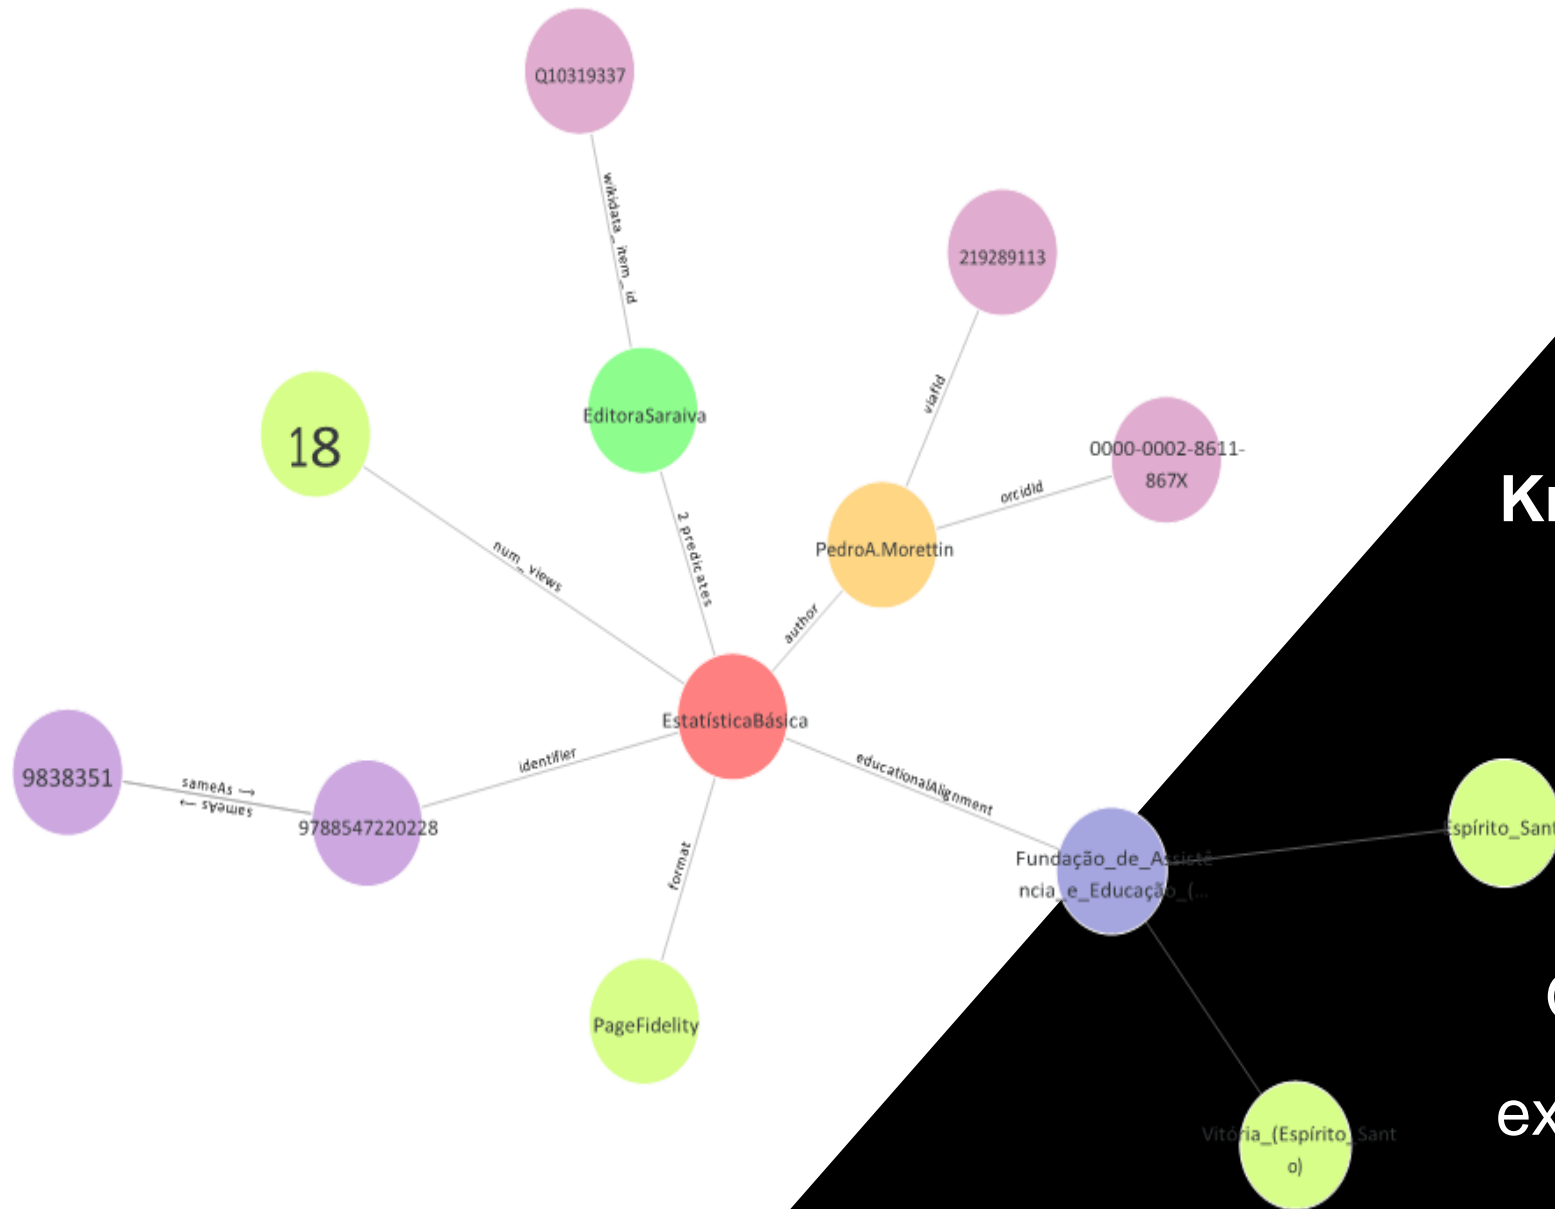 Q10319337
wikidata_item_id
219289113
viafId
EditoraSaraiva
18
0000-0002-8611-
867X
orcidId
PedroA.Morettin
2 predicates
num_views
author
EstatísticaBásica
identifier
9838351
sameAs →
sameAs →
9788547220228
educationalAlignment
format
Fundação_de_Assistê
ncia_e_Educação_(...
PageFidelity
Vitória_(Espírito_Sant
o)